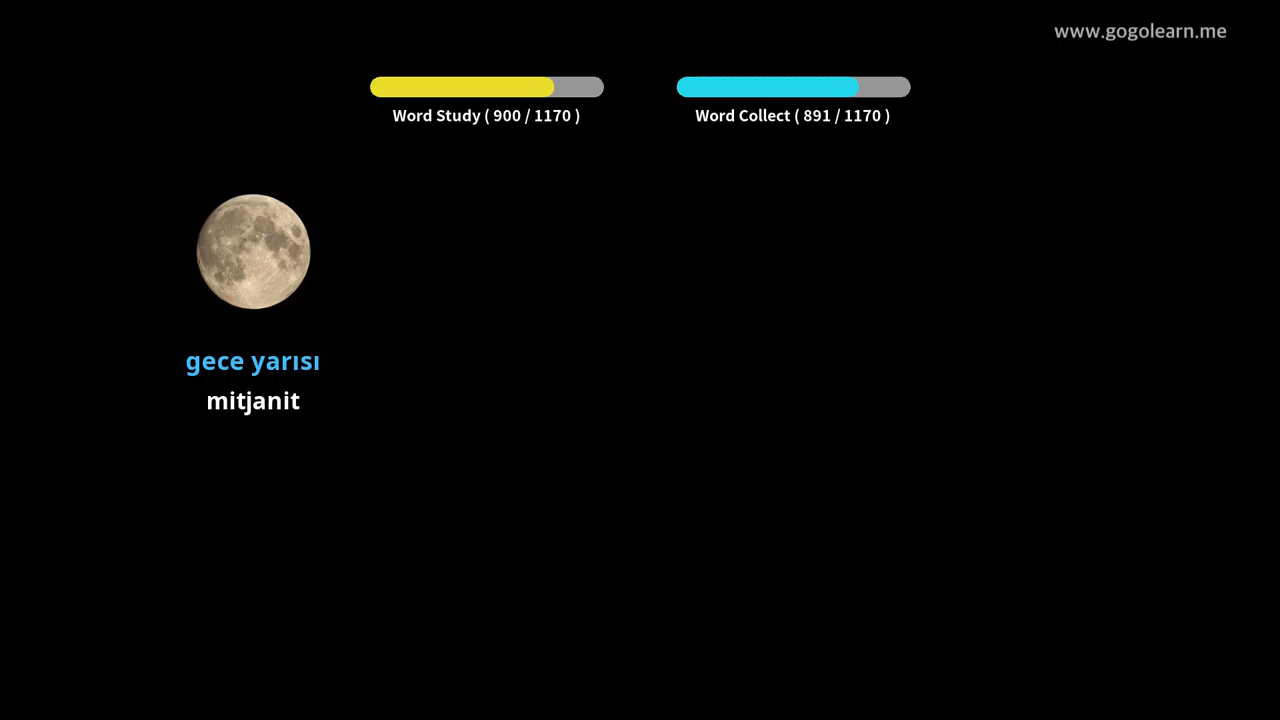 www.gogolearn.me
Word Study ( 900 / 1170 )
Word Collect ( 891 / 1170 )
gece yarısı
mitjanit